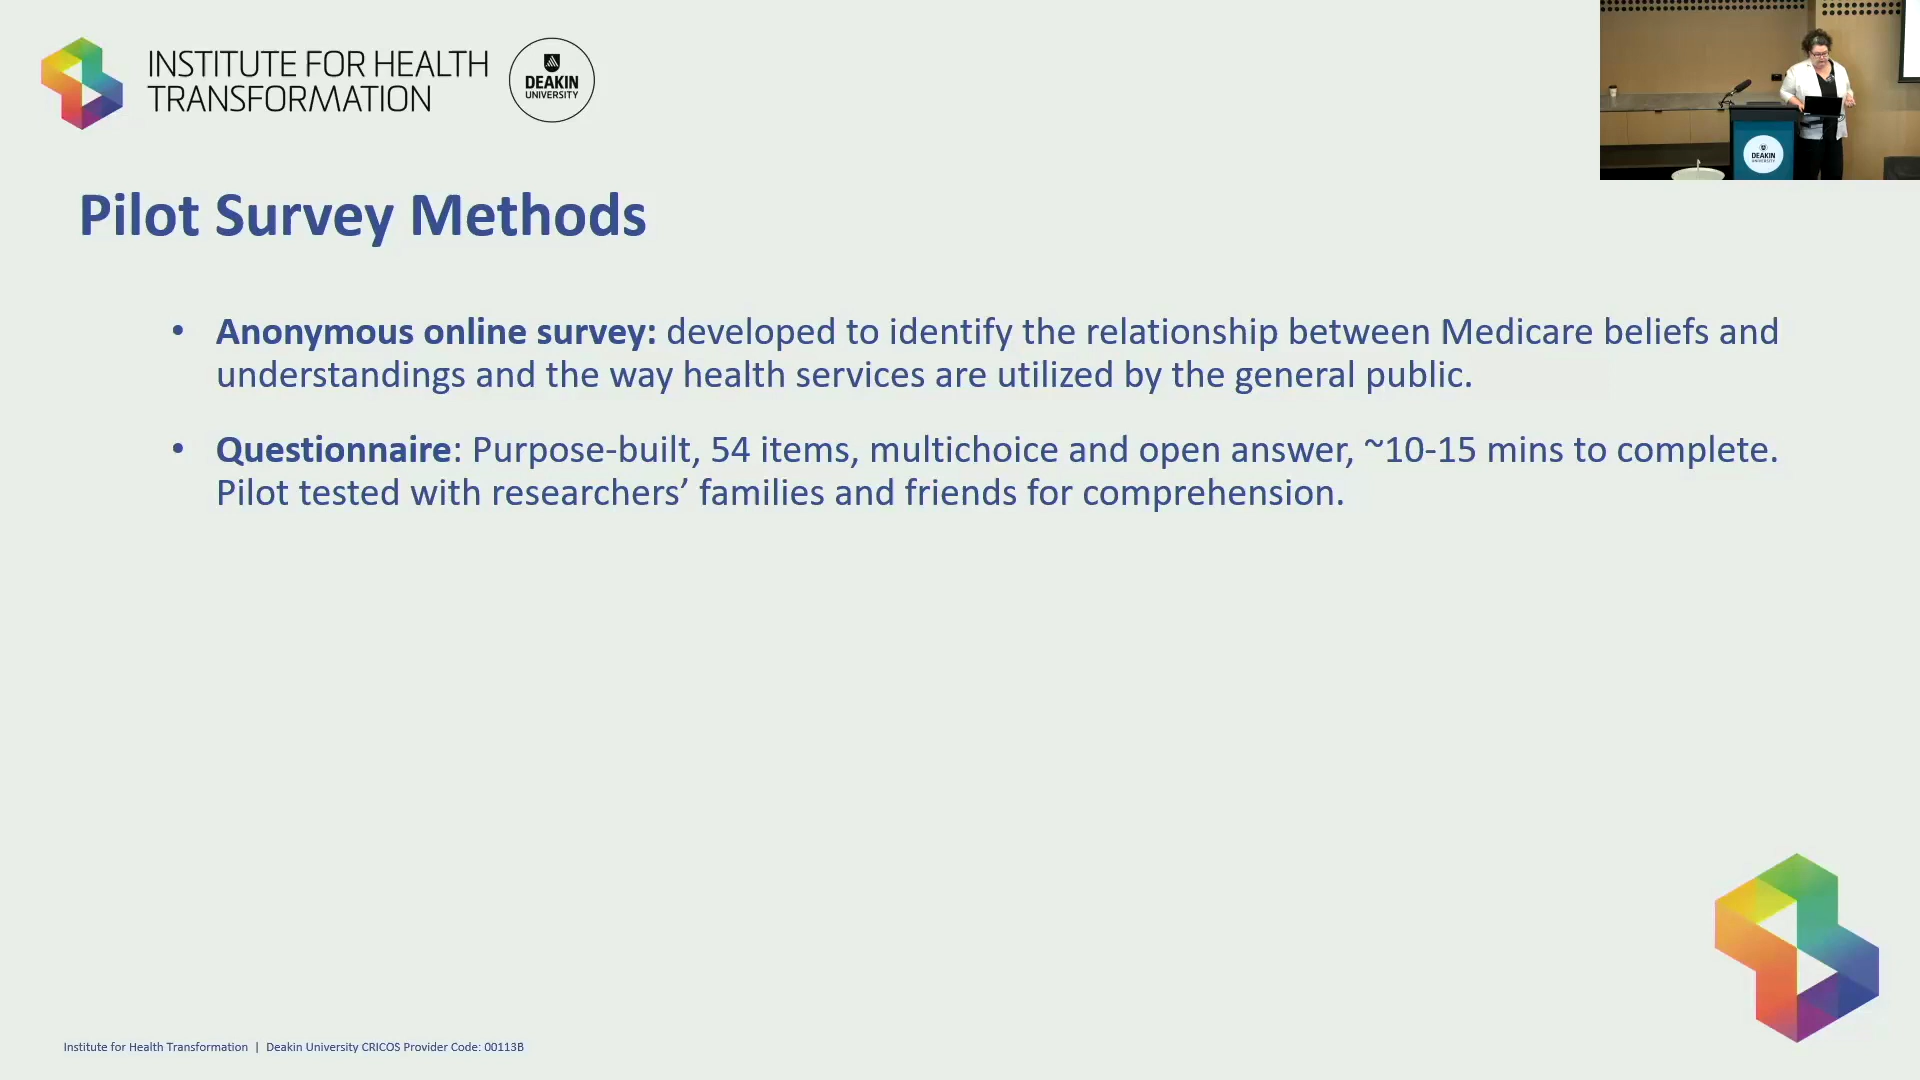 INSTITUTE FOR HEALTH
TRANSFORMATION
DEAKIN
UNIVERSITY
DEAKIN
UNIVERSITY
Pilot Survey Methods
• Anonymous online survey: developed to identify the relationship between Medicare beliefs and
understandings and the way health services are utilized by the general public.
• Questionnaire: Purpose-built, 54 items, multichoice and open answer, ~10-15 mins to complete.
Pilot tested with researchers’ families and friends for comprehension.
Institute for Health Transformation | Deakin University CRICOS Provider Code: 00113B